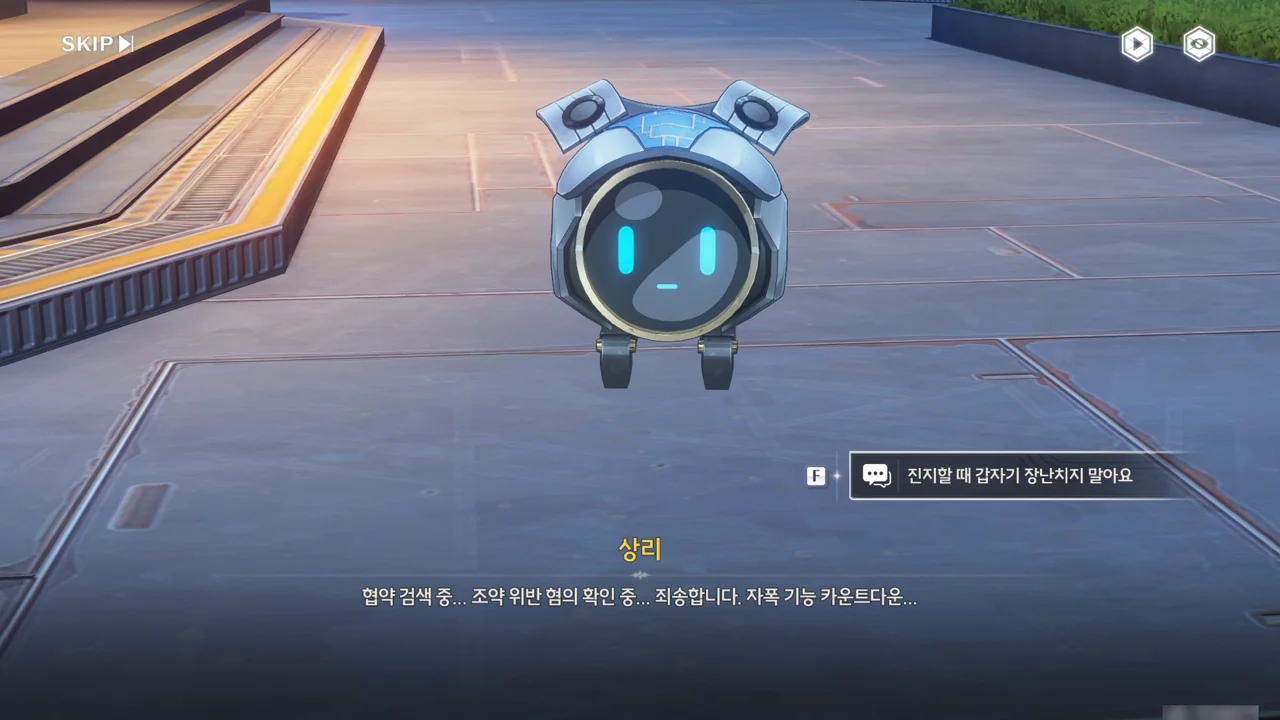 SKIP
F
진지할 때 갑자기 장난치지 말아요
상리
협약 검색 중... 조약 위반 혐의 확인 중... 죄송합니다. 자폭 기능 카운트다운...